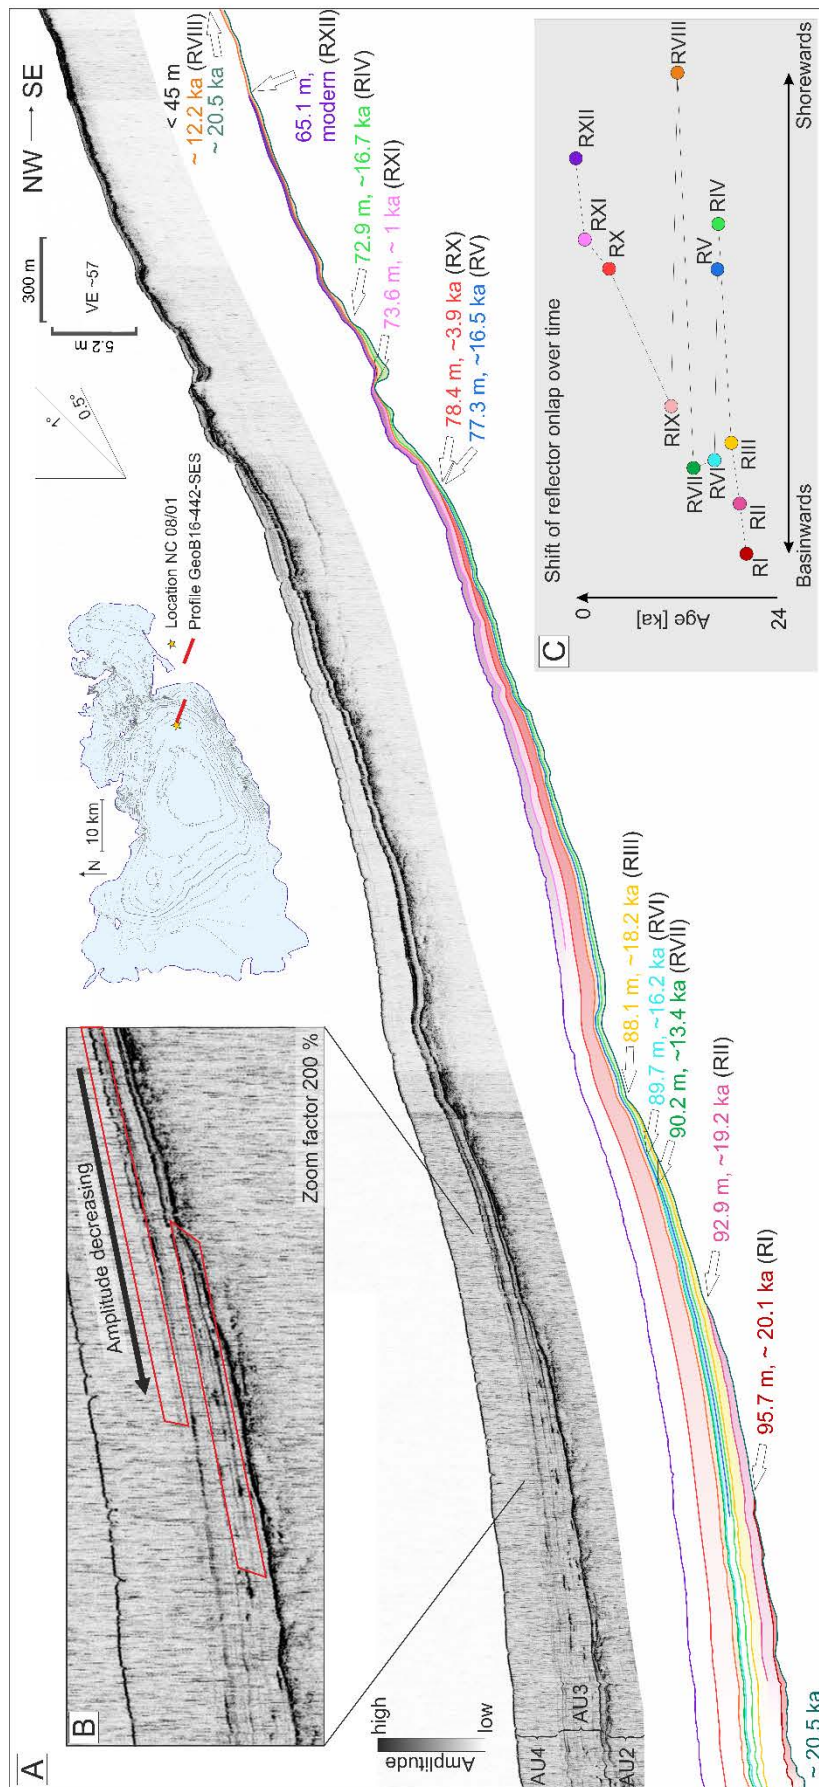 A
NW → SE
300 m
VE ~57
5.2 m
7°
0.5°
N
10 km
Location NC 08/01
Profile GeoB16-442-SES
B
Amplitude decreasing
Zoom factor 200 %
high
Amplitude
low
AU4
AU3
AU2
< 45 m
~ 12.2 ka (RVIII)
~ 20.5 ka
65.1 m,
modern (RXII)
72.9 m, ~16.7 ka (RIV)
73.6 m, ~ 1 ka (RXI)
78.4 m, ~3.9 ka (RX)
77.3 m, ~16.5 ka (RV)
88.1 m, ~18.2 ka (RIII)
89.7 m, ~16.2 ka (RVI)
90.2 m, ~13.4 ka (RVII)
92.9 m, ~19.2 ka (RII)
95.7 m, ~ 20.1 ka (RI)
~ 20.5 ka
C
Shift of reflector onlap over time
0
Age [ka]
24
RXII
RXI
RX
RVIII
RIX
RIV
RV
RVII
RVI
RIII
RII
RI
Basinwards
Shorewards